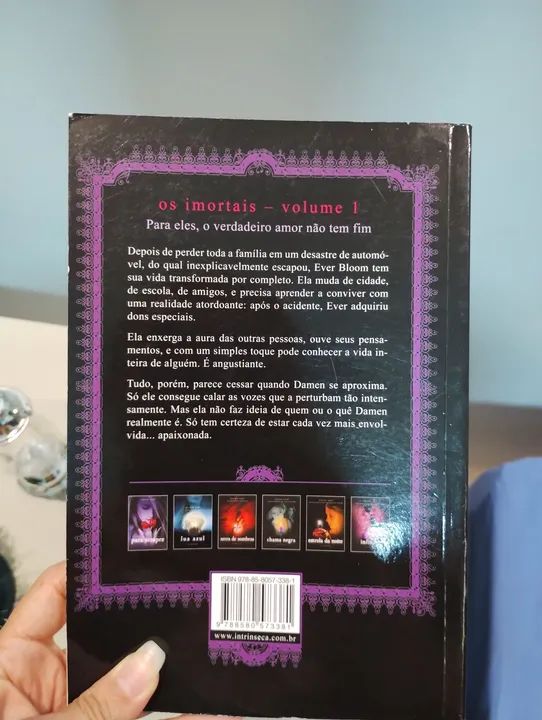 os imortais – volume 1
Para eles, o verdadeiro amor não tem fim
Depois de perder toda a família em um desastre de automó-
vel, do qual inexplicavelmente escapou, Ever Bloom tem
sua vida transformada por completo. Ela muda de cidade,
de escola, de amigos, e precisa aprender a conviver com
uma realidade atordoante: após o acidente, Ever adquiriu
dons especiais.
Ela enxerga a aura das outras pessoas, ouve seus pensa-
mentos, e com um simples toque pode conhecer a vida in-
teira de alguém. É angustiante.
Tudo, porém, parece cessar quando Damen se aproxima.
Só ele consegue calar as vozes que a perturbam tão inten-
samente. Mas ela não faz ideia de quem ou o quê Damen
realmente é. Só tem certeza de estar cada vez mais envol-
vida... apaixonada.
para sempre
lua azul
terra de sombras
chama negra
estrela da noite
ISBN 978-85-8057-338-1
9 788580 573381
www.intrinseca.com.br